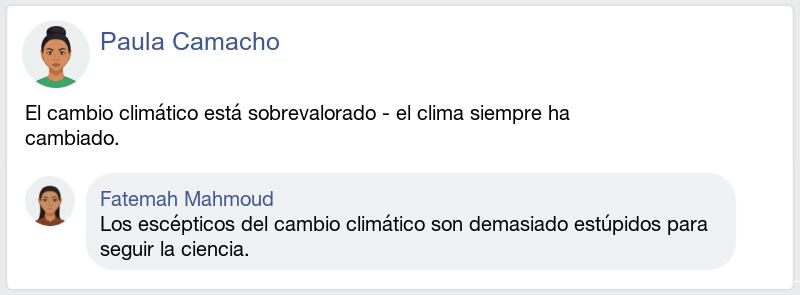 Paula Camacho
El cambio climático está sobrevalorado - el clima siempre ha
cambiado.
Fatemah Mahmoud
Los escépticos del cambio climático son demasiado estúpidos para
seguir la ciencia.